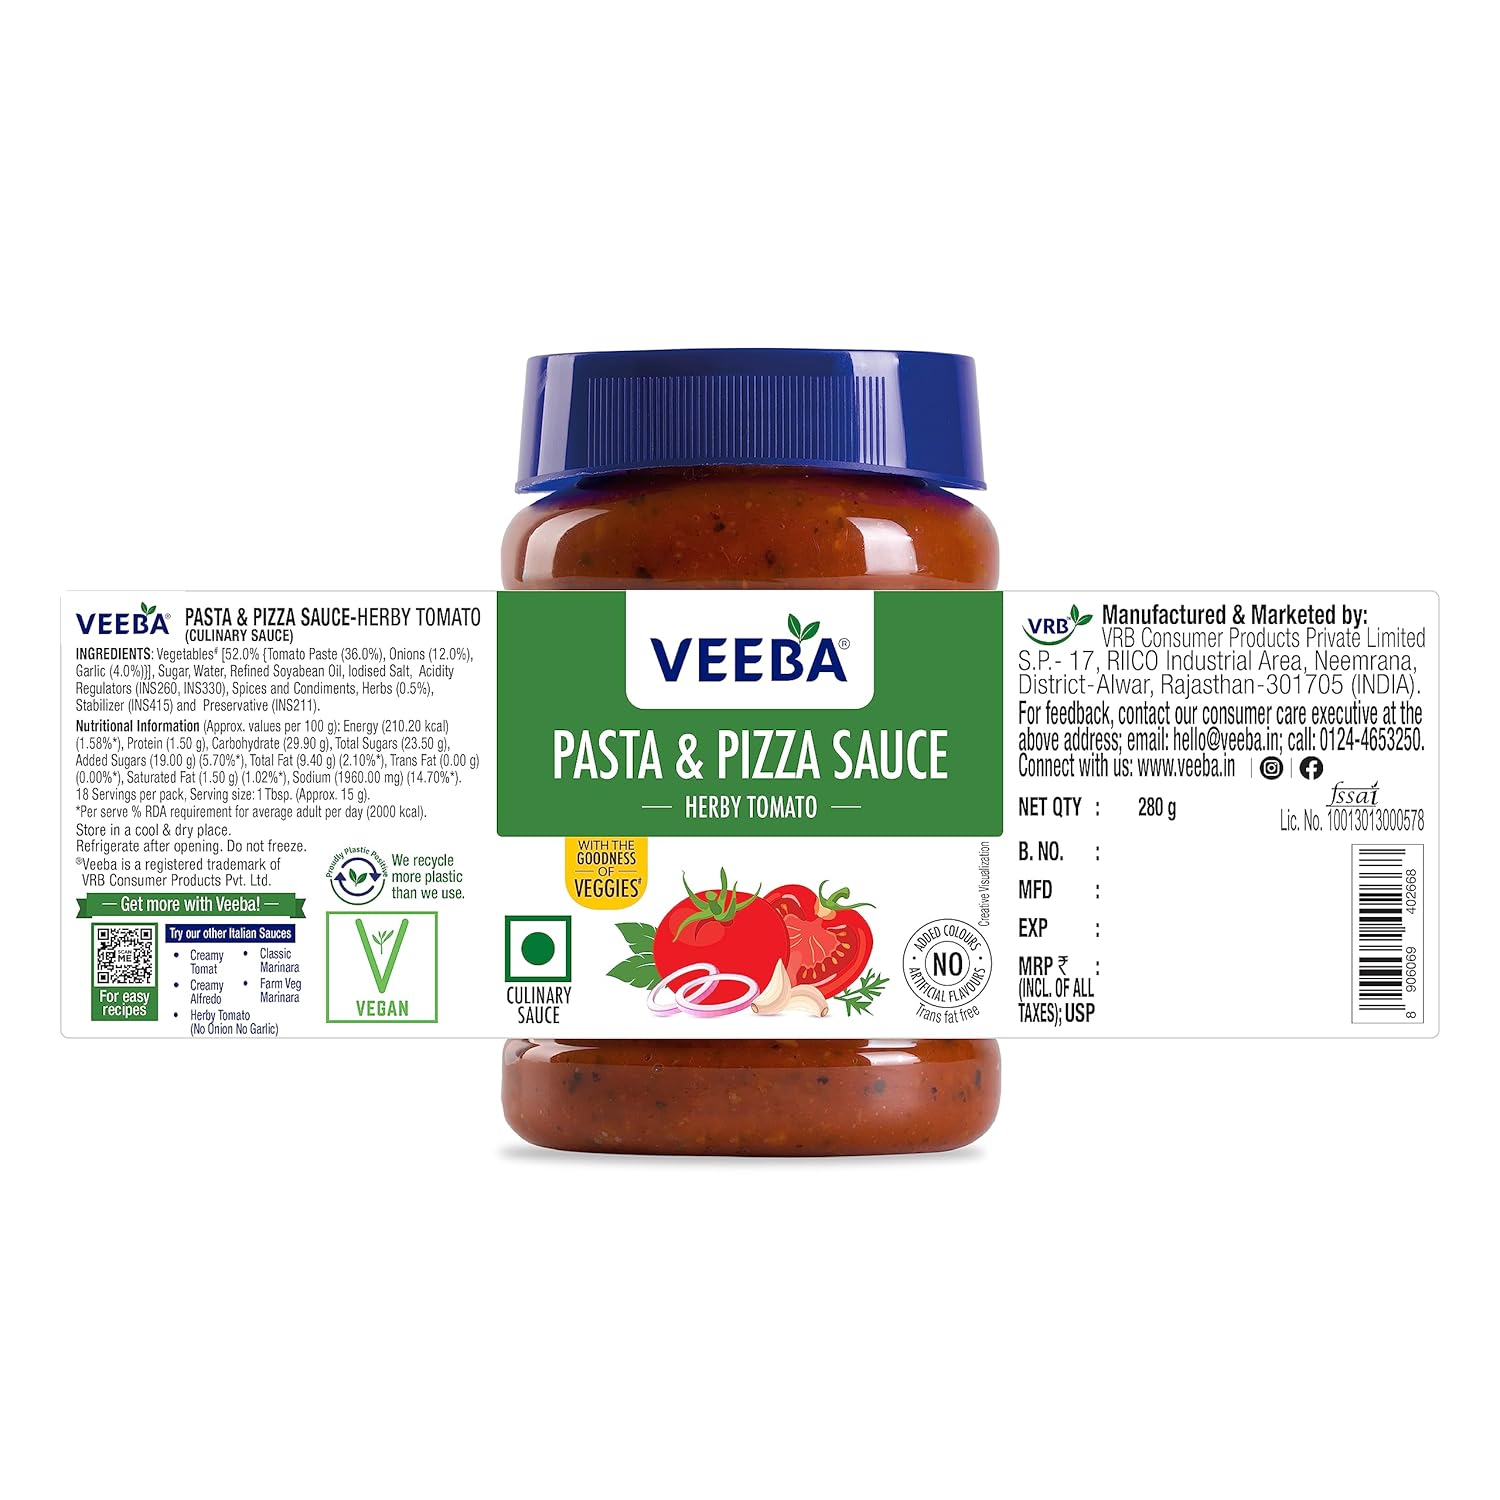 VEEBA®
PASTA & PIZZA SAUCE-HERBY TOMATO
(CULINARY SAUCE)
INGREDIENTS: Vegetables# [52.0% {Tomato Paste (36.0%), Onions (12.0%),
Garlic (4.0%)}], Sugar, Water, Refined Soyabean Oil, Iodised Salt, Acidity
Regulators (INS260, INS330), Spices and Condiments, Herbs (0.5%),
Stabilizer (INS415) and Preservative (INS211).
Nutritional Information (Approx. values per 100 g): Energy (210.20 kcal)
(1.58%*), Protein (1.50 g), Carbohydrate (29.90 g), Total Sugars (23.50 g),
Added Sugars (19.00 g) (5.70%*), Total Fat (9.40 g) (2.10%*), Trans Fat (0.00 g)
(0.00%*), Saturated Fat (1.50 g) (1.02%*), Sodium (1960.00 mg) (14.70%*).
18 Servings per pack, Serving size: 1 Tbsp. (Approx. 15 g).
*Per serve % RDA requirement for average adult per day (2000 kcal).
Store in a cool & dry place.
Refrigerate after opening. Do not freeze.
®Veeba is a registered trademark of
VRB Consumer Products Pvt. Ltd.
Proudly Plastic Positive
We recycle
more plastic
than we use.
Get more with Veeba!
SCAN
ME
For easy
recipes
Try our other Italian Sauces
• Creamy
Tomat
• Creamy
Alfredo
• Herby Tomato
(No Onion No Garlic)
• Classic
Marinara
• Farm Veg
Marinara
VEGAN
VEEBA®
PASTA & PIZZA SAUCE
HERBY TOMATO
WITH THE
GOODNESS
OF
VEGGIES#
CULINARY
SAUCE
Creative Visualization
ADDED COLOURS
NO
ARTIFICIAL FLAVOURS
Trans fat free
VRB™
Manufactured & Marketed by:
VRB Consumer Products Private Limited
S.P.- 17, RIICO Industrial Area, Neemrana,
District-Alwar, Rajasthan-301705 (INDIA).
For feedback, contact our consumer care executive at the
above address; email: hello@veeba.in; call: 0124-4653250.
Connect with us: www.veeba.in
NET QTY : 280 g
fssai
Lic. No. 10013013000578
B. NO. :
MFD :
EXP :
MRP ₹ :
(INCL. OF ALL
TAXES); USP
8 906069 402668